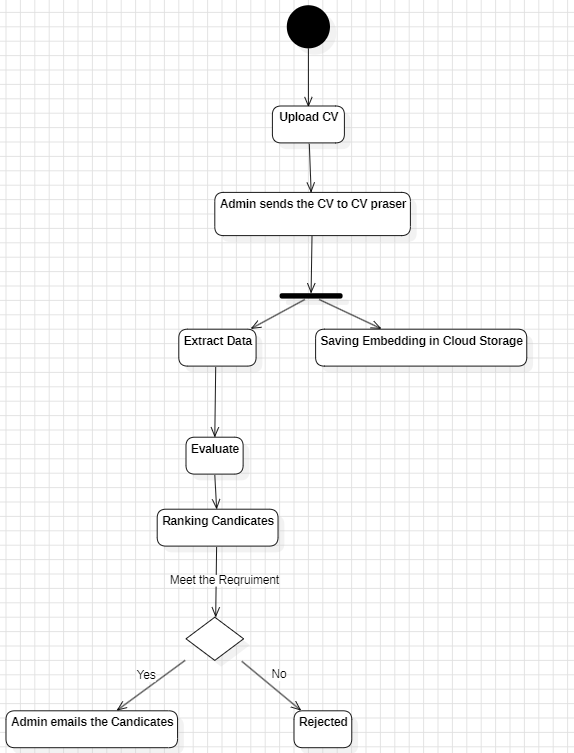 Upload CV
Admin sends the CV to CV praser
Extract Data
Saving Embedding in Cloud Storage
Evaluate
Ranking Candicates
Meet the Reqruiment
Yes
No
Admin emails the Candicates
Rejected